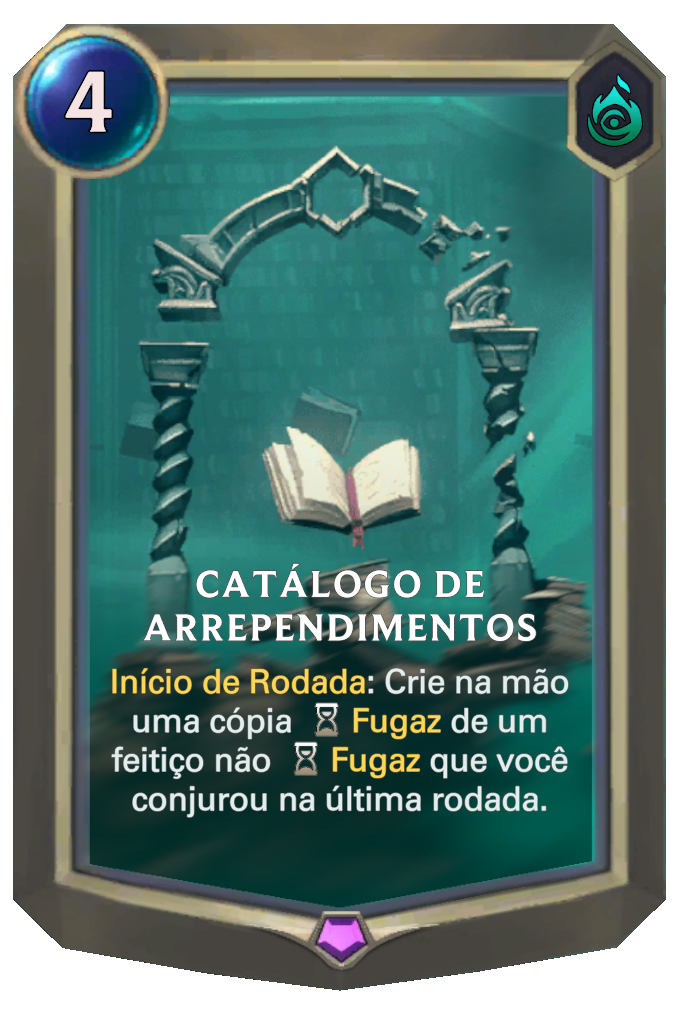 4
CATÁLOGO DE
ARREPENDIMENTOS
Início de Rodada: Crie na mão
uma cópia Fugaz de um
feitiço não Fugaz que você
conjurou na última rodada.